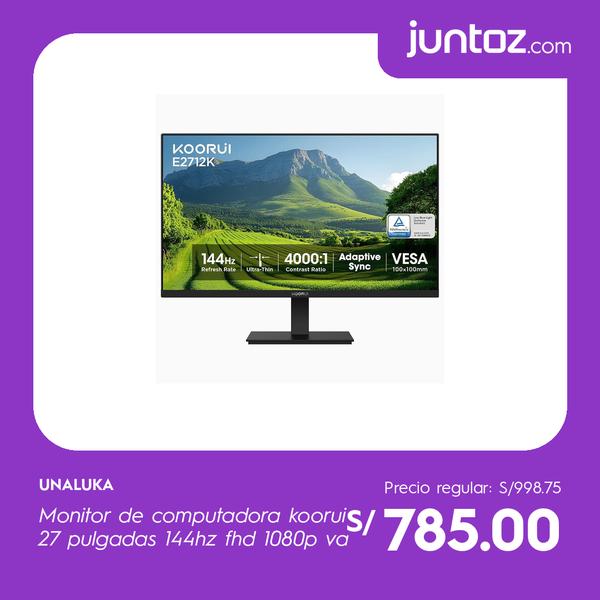 juntoz.com
KOORUI
E2712K
144Hz
Refresh Rate
Ultra-Thin
4000:1
Contrast Ratio
Adaptive
Sync
VESA
100x100mm
KOORUI
UNALUKA
Monitor de computadora koorui
27 pulgadas 144hz fhd 1080p va
Precio regular: S/998.75
S/ 785.00